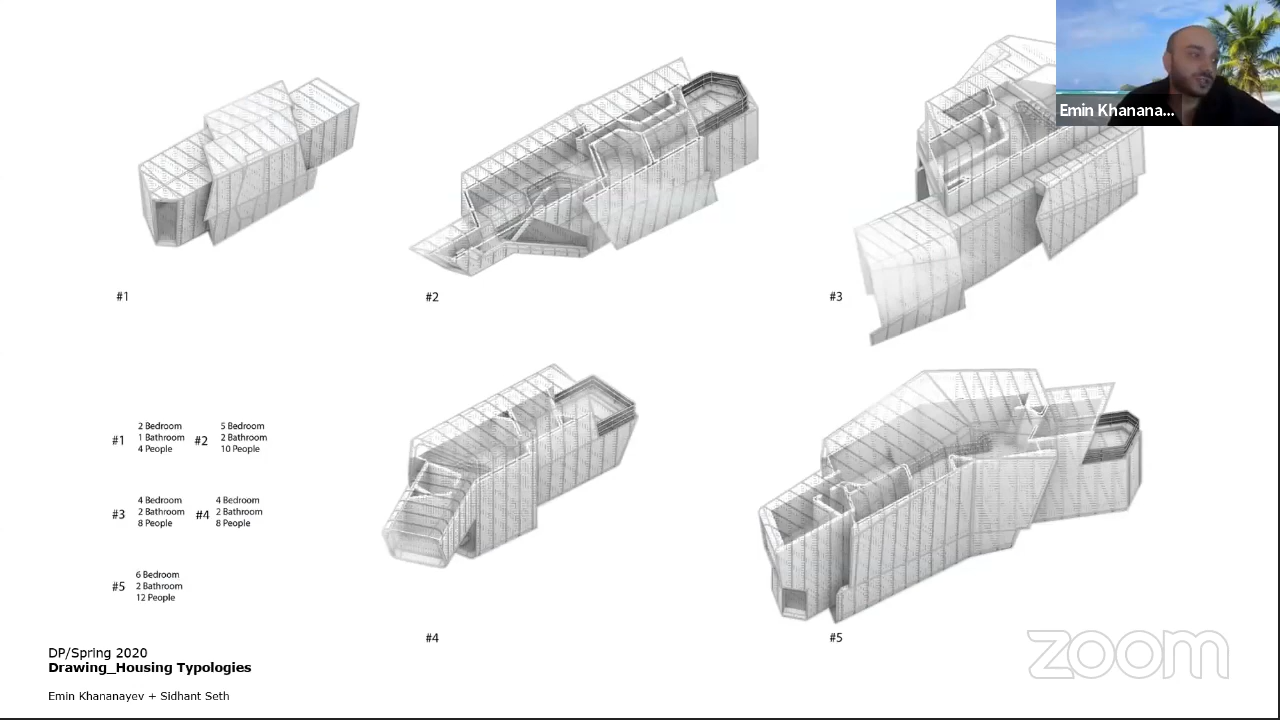 Emin Khanana...
#1
#2
#3
#1
2 Bedroom
1 Bathroom
4 People
#2
5 Bedroom
2 Bathroom
10 People
#3
4 Bedroom
2 Bathroom
8 People
#4
4 Bedroom
2 Bathroom
8 People
#5
6 Bedroom
2 Bathroom
12 People
#4
#5
DP/Spring 2020
Drawing_Housing Typologies
Emin Khananayev + Sidhant Seth
zoom